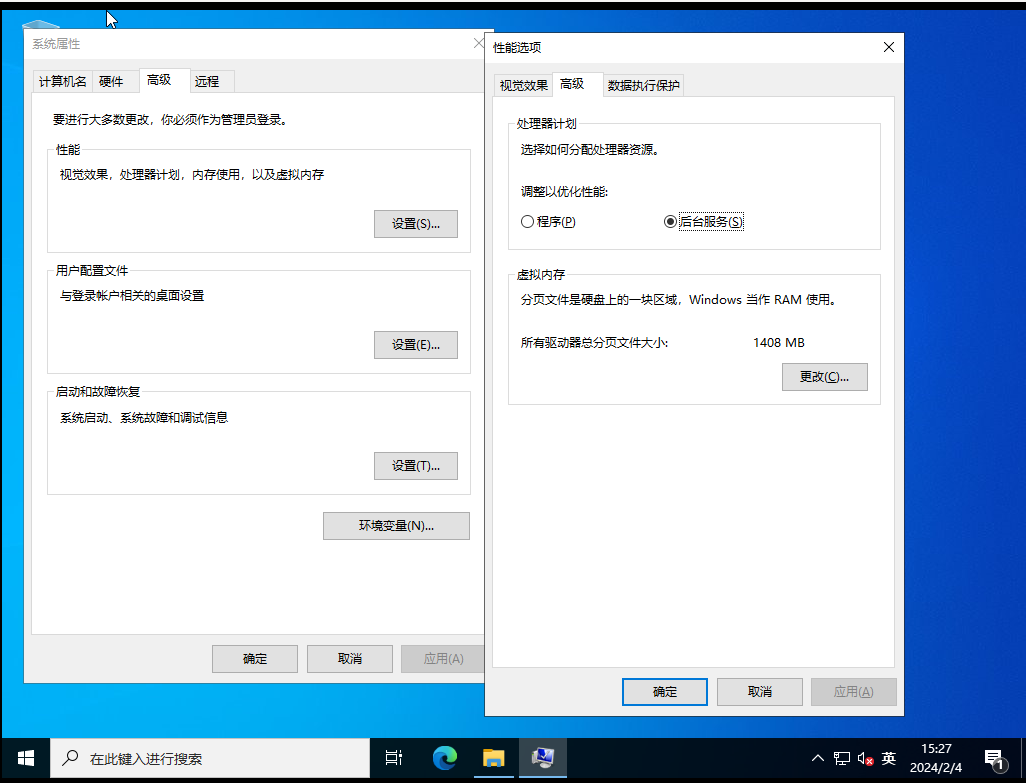 系统属性
计算机名 硬件 高级 远程
要进行大多数更改，你必须作为管理员登录。
性能
视觉效果，处理器计划，内存使用，以及虚拟内存
设置(S)...
用户配置文件
与登录帐户相关的桌面设置
设置(E)...
启动和故障恢复
系统启动、系统故障和调试信息
设置(T)...
环境变量(N)...
确定 取消 应用(A)
性能选项
视觉效果 高级 数据执行保护
处理器计划
选择如何分配处理器资源。
调整以优化性能:
程序(P) 后台服务(S)
虚拟内存
分页文件是硬盘上的一块区域，Windows 当作 RAM 使用。
所有驱动器总分页文件大小: 1408 MB
更改(C)...
确定 取消 应用(A)
在此键入进行搜索
英
15:27
2024/2/4
1